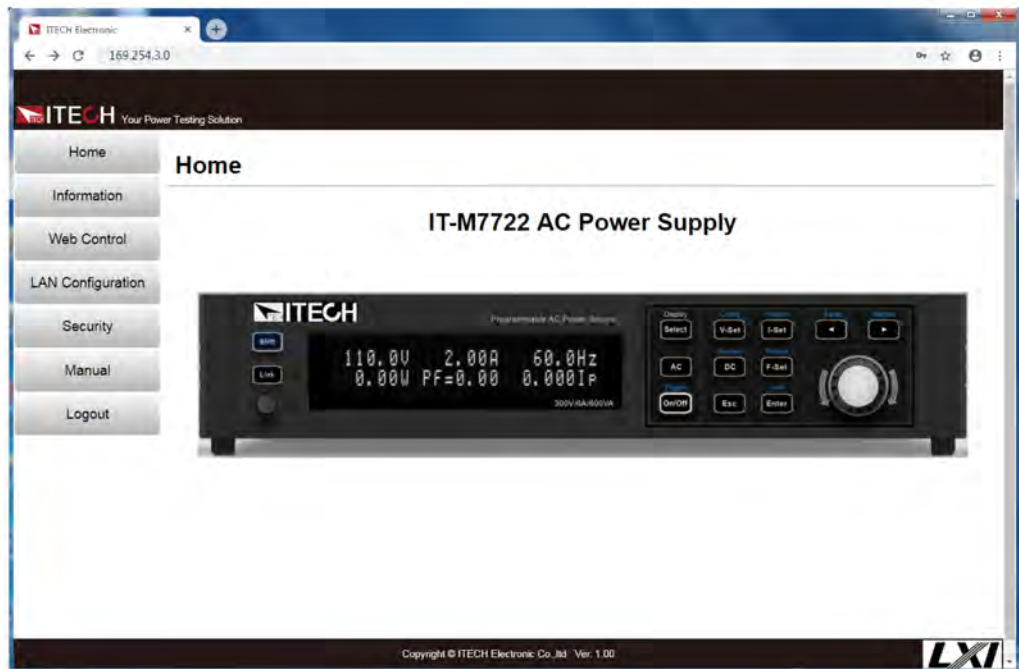 ITECH Electronic
169.254.3.0
ITECH Your Power Testing Solution
Home
Information
Web Control
LAN Configuration
Security
Manual
Logout
Home
IT-M7722 AC Power Supply
ITECH
Programmable AC Power Source
Shift
Link
110.0V 2.00A 60.0Hz
0.00W PF=0.00 0.000Ip
300V/6A/600VA
Display
Select V-Set I-Set
AC DC F-Set
On/Off Esc Enter
Copyright © ITECH Electronic Co.,ltd Ver: 1.00
LXI